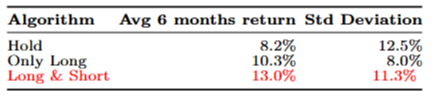 Algorithm Avg 6 months return Std Deviation
Hold 8.2% 12.5%
Only Long 10.3% 8.0%
Long & Short 13.0% 11.3%